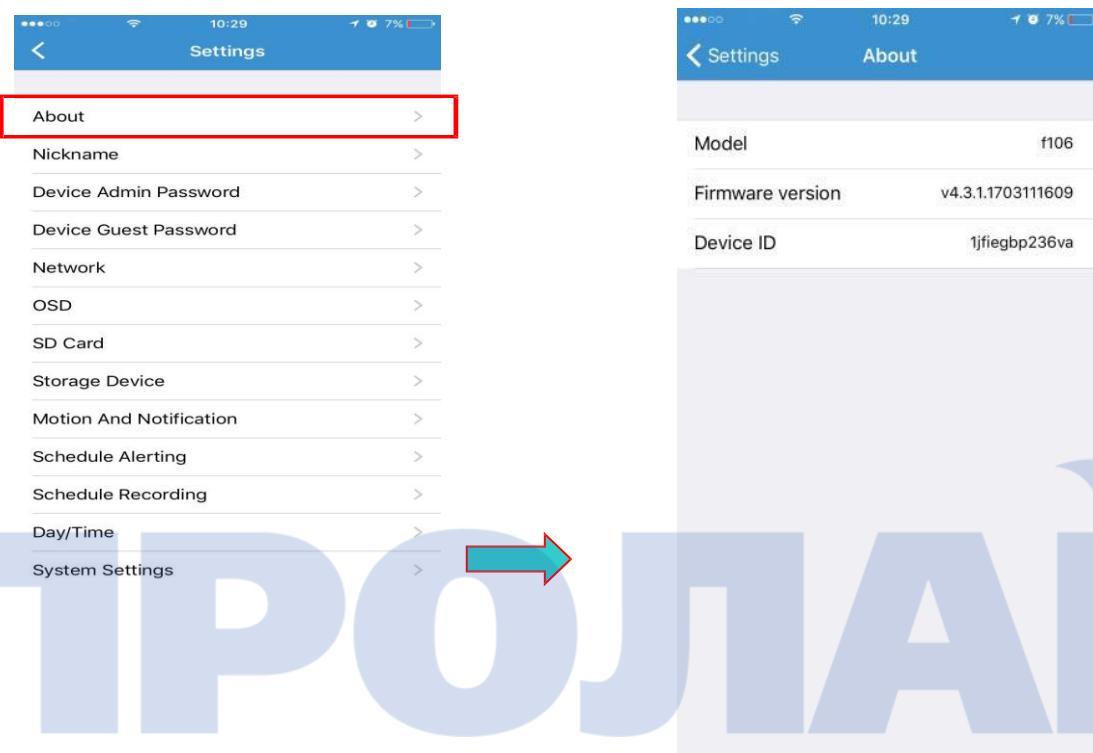 10:29
7%
Settings
About
Nickname
Device Admin Password
Device Guest Password
Network
OSD
SD Card
Storage Device
Motion And Notification
Schedule Alerting
Schedule Recording
Day/Time
System Settings
10:29
7%
Settings
About
Model
f106
Firmware version
v4.3.1.1703111609
Device ID
1jfiegbp236va
ПРОЛАЙ